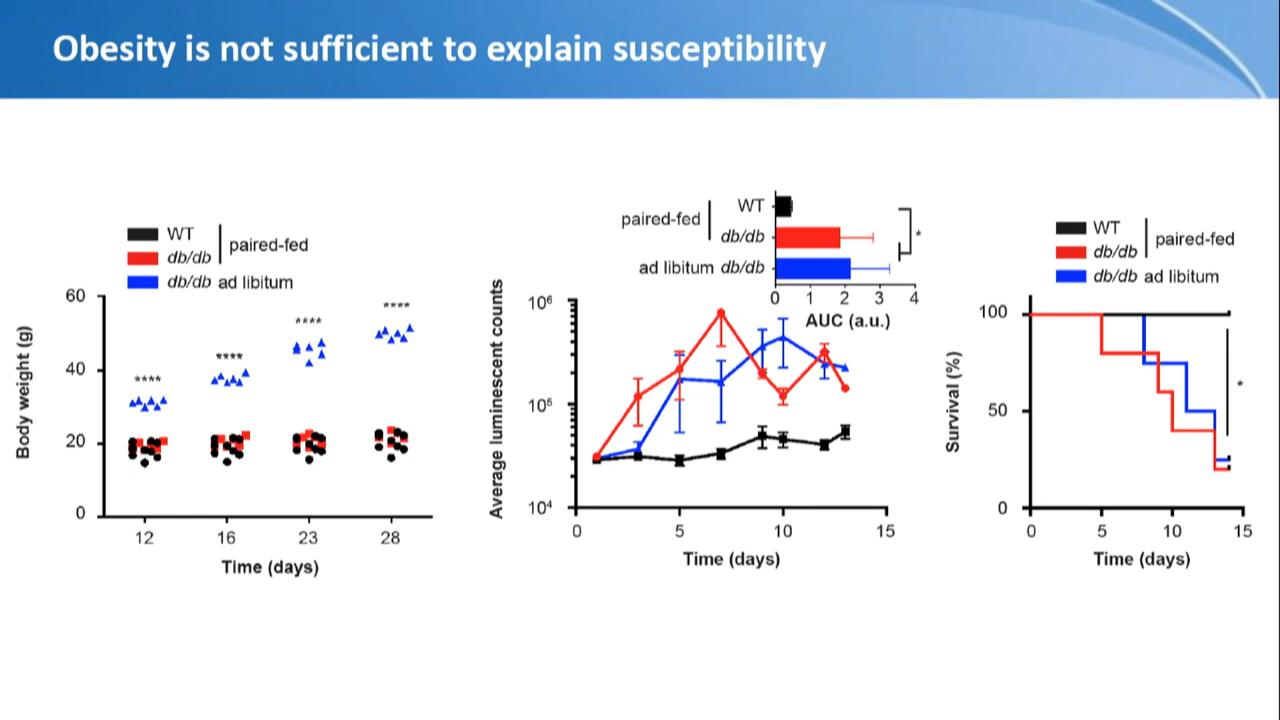 Obesity is not sufficient to explain susceptibility
WT
db/db
paired-fed
db/db ad libitum
60
40
20
0
Body weight (g)
****
****
****
****
12 16 23 28
Time (days)
paired-fed
WT
db/db
ad libitum db/db
*
0 1 2 3 4
AUC (a.u.)
10⁶
10⁵
10⁴
Average luminescent counts
0 5 10 15
Time (days)
WT
db/db
paired-fed
db/db ad libitum
100
50
0
Survival (%)
*
0 5 10 15
Time (days)